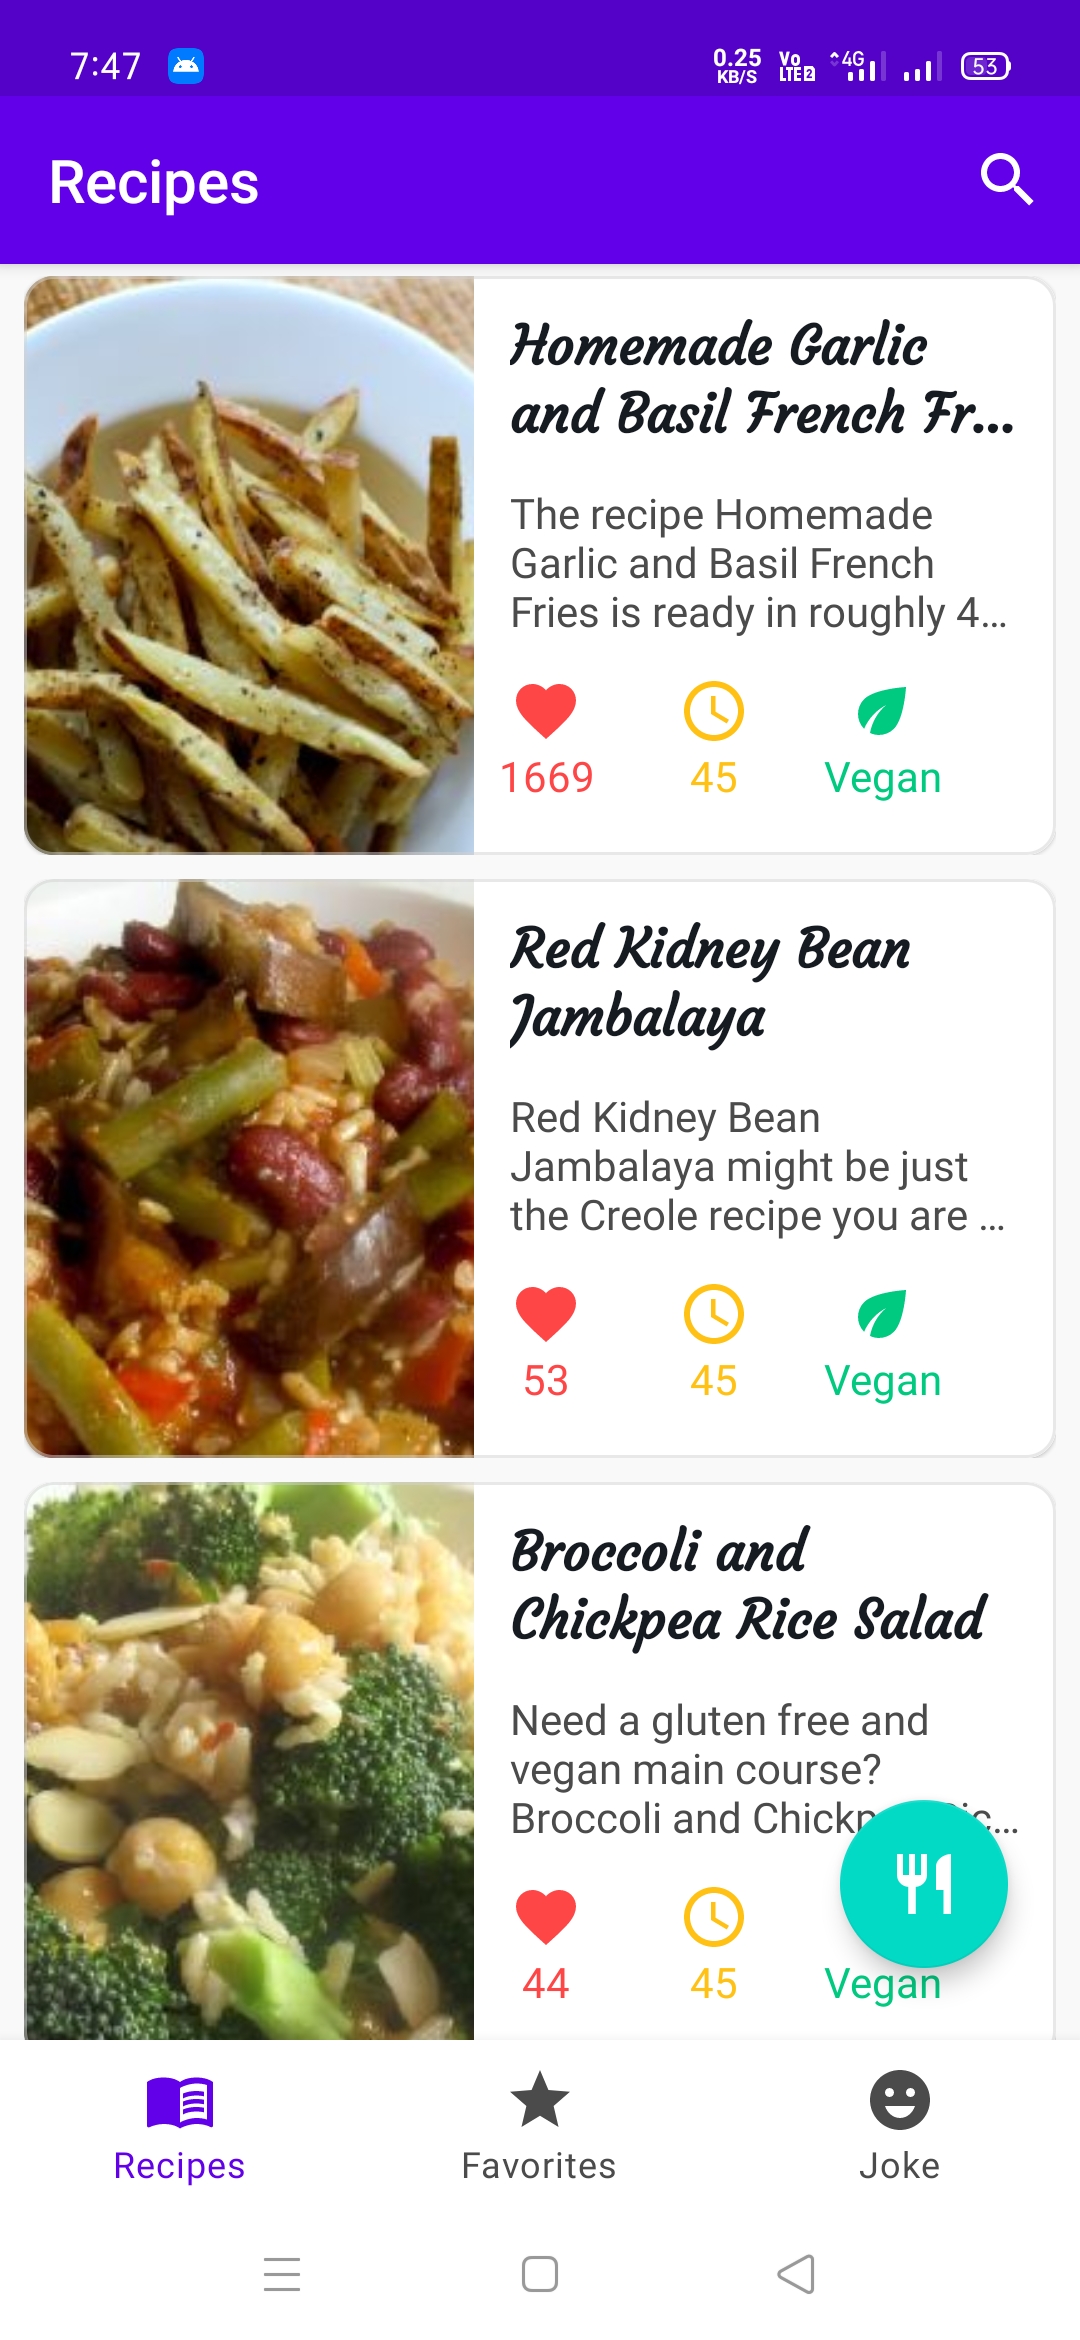 7:47
0.25 KB/S Vo LTE 2 4G 53
Recipes
Homemade Garlic
and Basil French Fr...
The recipe Homemade
Garlic and Basil French
Fries is ready in roughly 4...
1669 45 Vegan
Red Kidney Bean
Jambalaya
Red Kidney Bean
Jambalaya might be just
the Creole recipe you are ...
53 45 Vegan
Broccoli and
Chickpea Rice Salad
Need a gluten free and
vegan main course?
Broccoli and
44 45 Vegan
Recipes Favorites Joke